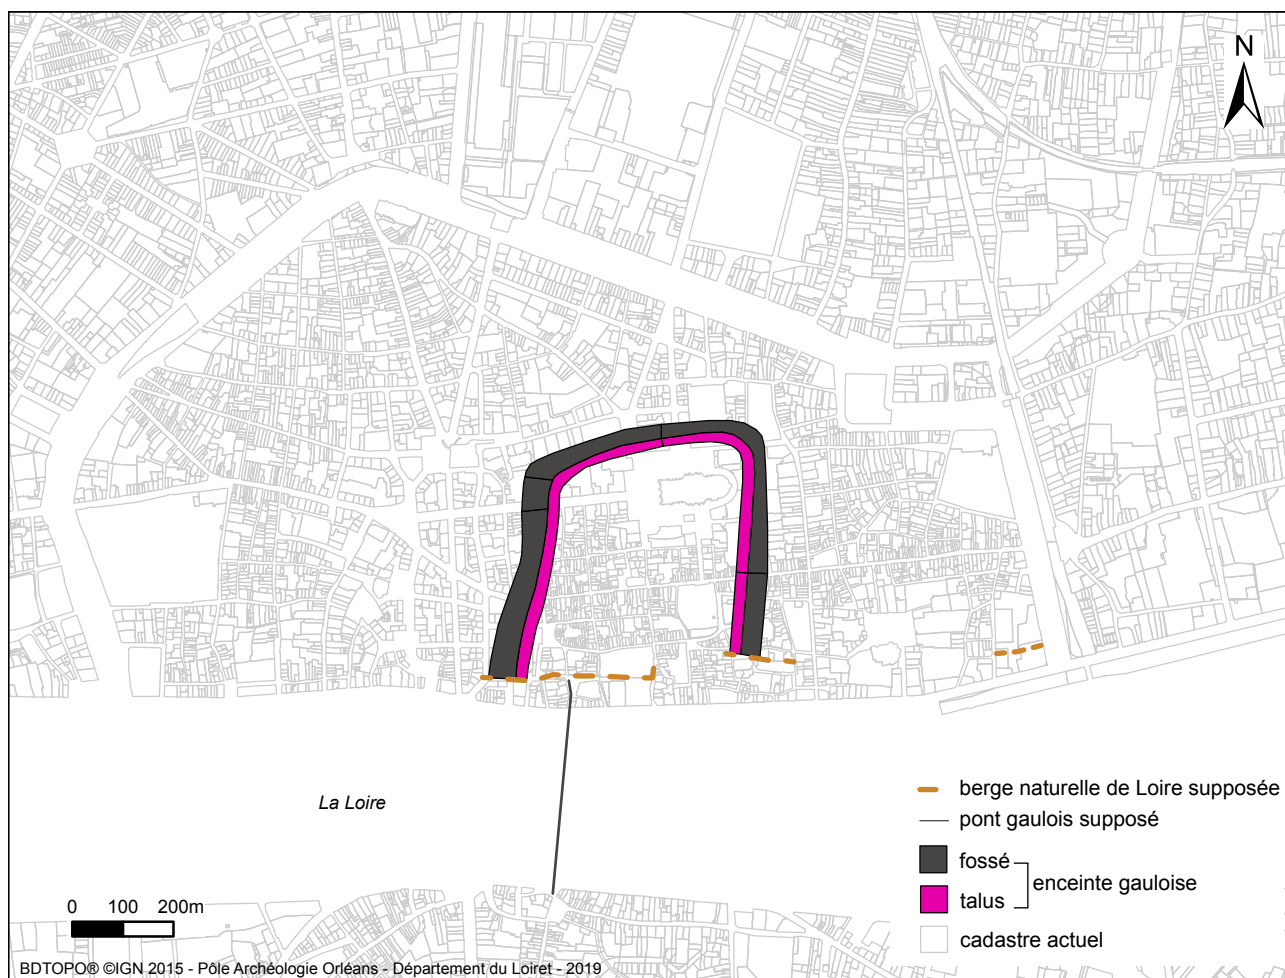 N
La Loire
berge naturelle de Loire supposée
pont gaulois supposé
fossé
enceinte gauloise
talus
cadastre actuel
0 100 200m
BDTOPO® ©IGN 2015 - Pôle Archéologie Orléans - Département du Loiret - 2019